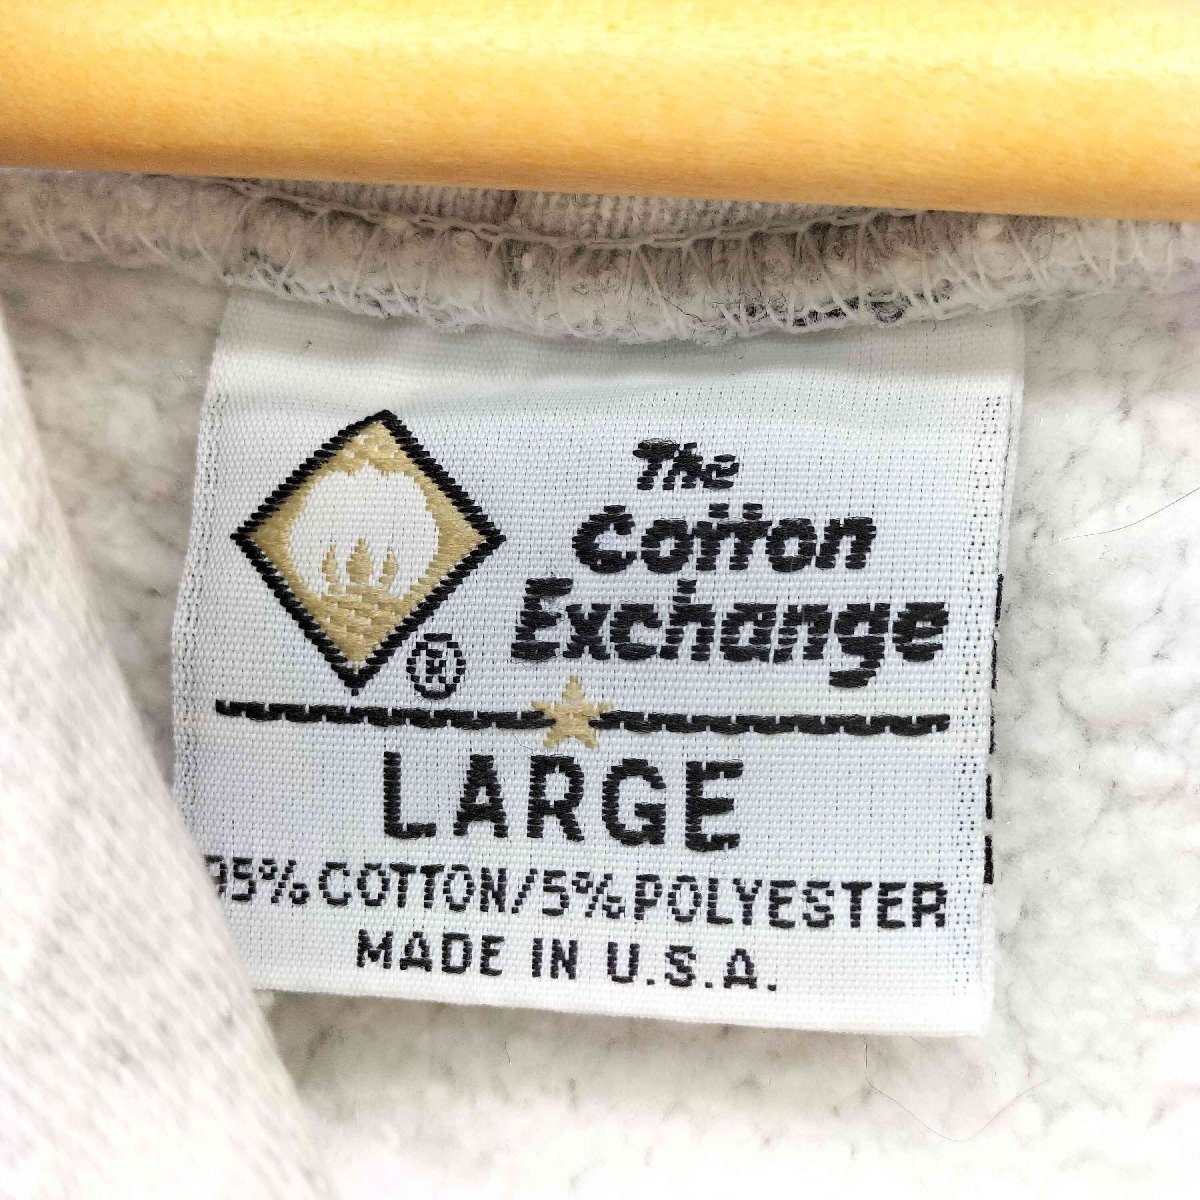 The
Cotton
Exchange
®
LARGE
95% COTTON/5% POLYESTER
MADE IN U.S.A.